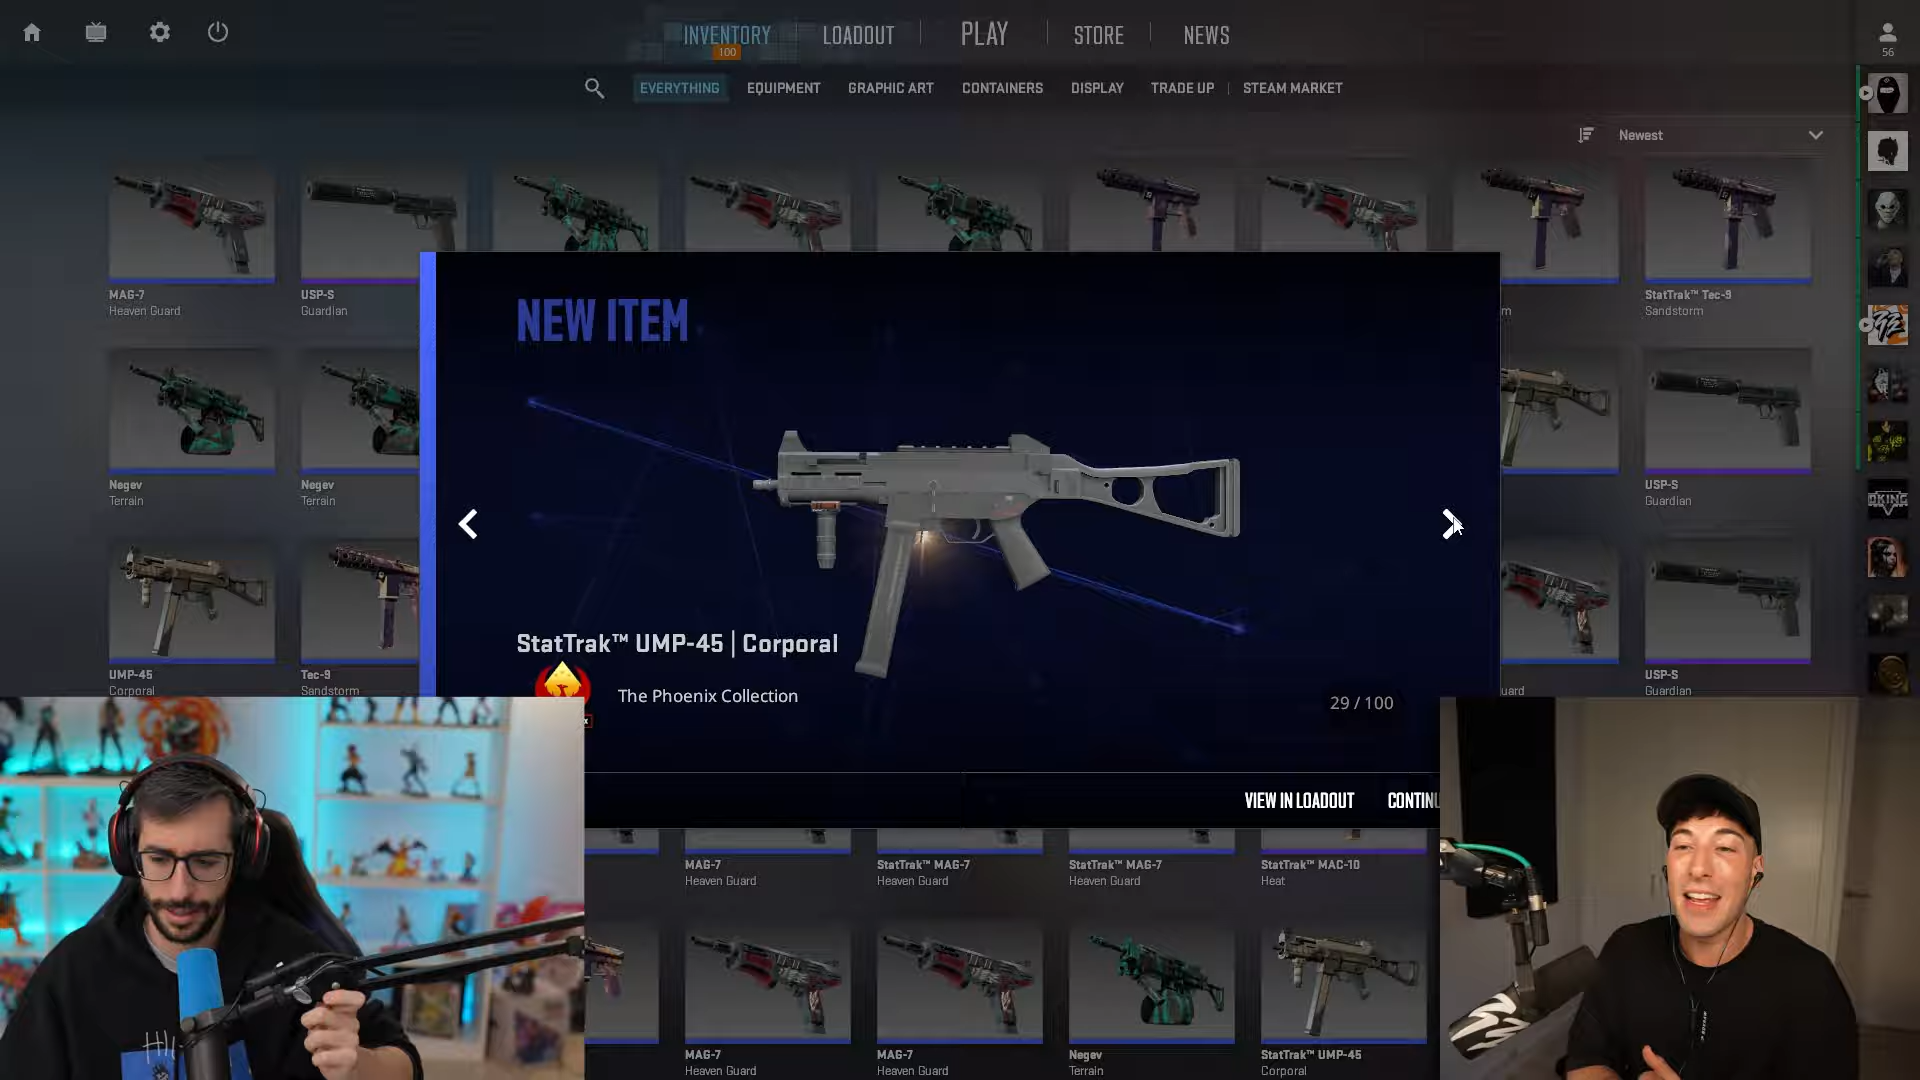 INVENTORY
100
LOADOUT
PLAY
STORE
NEWS
56
EVERYTHING
EQUIPMENT
GRAPHIC ART
CONTAINERS
DISPLAY
TRADE UP
STEAM MARKET
Newest
MAG-7
Heaven Guard
USP-S
Guardian
StatTrak™ Tec-9
Sandstorm
NEW ITEM
Negev
Terrain
Negev
Terrain
USP-S
Guardian
StatTrak™ UMP-45 | Corporal
The Phoenix Collection
29 / 100
UMP-45
Corporal
Tec-9
Sandstorm
USP-S
Guardian
VIEW IN LOADOUT
MAG-7
Heaven Guard
StatTrak™ MAG-7
Heaven Guard
StatTrak™ MAG-7
Heaven Guard
StatTrak™ MAC-10
Heat
MAG-7
Heaven Guard
MAG-7
Heaven Guard
Negev
Terrain
StatTrak™ UMP-45
Corporal